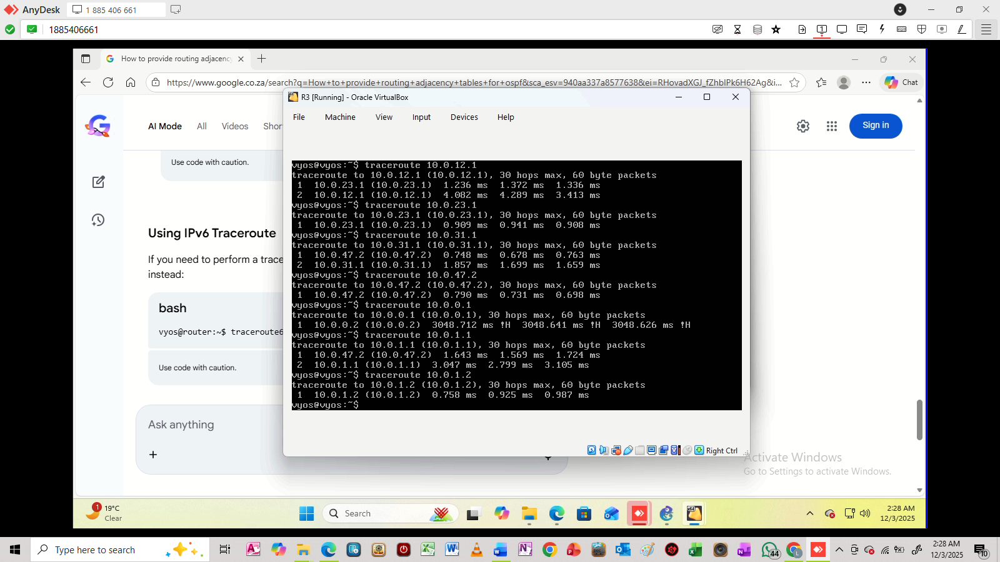 AnyDesk
1 885 406 661
1885406661
How to provide routing adjacency
https://www.google.co.za/search?q=How+to+provide+routing+adjacency+tables+for+ospf&sca_esv=940aa337a8577638&ei=RHovadXGJ_fZhbIPk6H62Ag&i...
Chat
R3 [Running] - Oracle VirtualBox
File Machine View Input Devices Help
AI Mode All Videos Shor
Sign in
Use code with caution.
Using IPv6 Traceroute
If you need to perform a trace
instead:
bash
vyos@router:~$ traceroute6
Use code with caution.
Ask anything
vyos@vyos:~$ traceroute 10.0.12.1
traceroute to 10.0.12.1 (10.0.12.1), 30 hops max, 60 byte packets
1 10.0.23.1 (10.0.23.1) 1.236 ms 1.372 ms 1.336 ms
2 10.0.12.1 (10.0.12.1) 4.082 ms 4.289 ms 3.413 ms
vyos@vyos:~$ traceroute 10.0.23.1
traceroute to 10.0.23.1 (10.0.23.1), 30 hops max, 60 byte packets
1 10.0.23.1 (10.0.23.1) 0.909 ms 0.941 ms 0.908 ms
vyos@vyos:~$ traceroute 10.0.31.1
traceroute to 10.0.31.1 (10.0.31.1), 30 hops max, 60 byte packets
1 10.0.47.2 (10.0.47.2) 0.748 ms 0.678 ms 0.763 ms
2 10.0.31.1 (10.0.31.1) 1.857 ms 1.699 ms 1.659 ms
vyos@vyos:~$ traceroute 10.0.47.2
traceroute to 10.0.47.2 (10.0.47.2), 30 hops max, 60 byte packets
1 10.0.47.2 (10.0.47.2) 0.790 ms 0.731 ms 0.698 ms
vyos@vyos:~$ traceroute 10.0.0.1
traceroute to 10.0.0.1 (10.0.0.1), 30 hops max, 60 byte packets
1 10.0.0.2 (10.0.0.2) 3048.712 ms !H 3048.641 ms !H 3048.626 ms !H
vyos@vyos:~$ traceroute 10.0.1.1
traceroute to 10.0.1.1 (10.0.1.1), 30 hops max, 60 byte packets
1 10.0.47.2 (10.0.47.2) 1.643 ms 1.569 ms 1.724 ms
2 10.0.1.1 (10.0.1.1) 3.047 ms 2.799 ms 3.105 ms
vyos@vyos:~$ traceroute 10.0.1.2
traceroute to 10.0.1.2 (10.0.1.2), 30 hops max, 60 byte packets
1 10.0.1.2 (10.0.1.2) 0.758 ms 0.925 ms 0.987 ms
vyos@vyos:~$
Right Ctrl
Activate Windows
Go to Settings to activate Windows.
1
19°C
Clear
Search
2:28 AM
12/3/2025
Type here to search
44
2:28 AM
12/3/2025
10